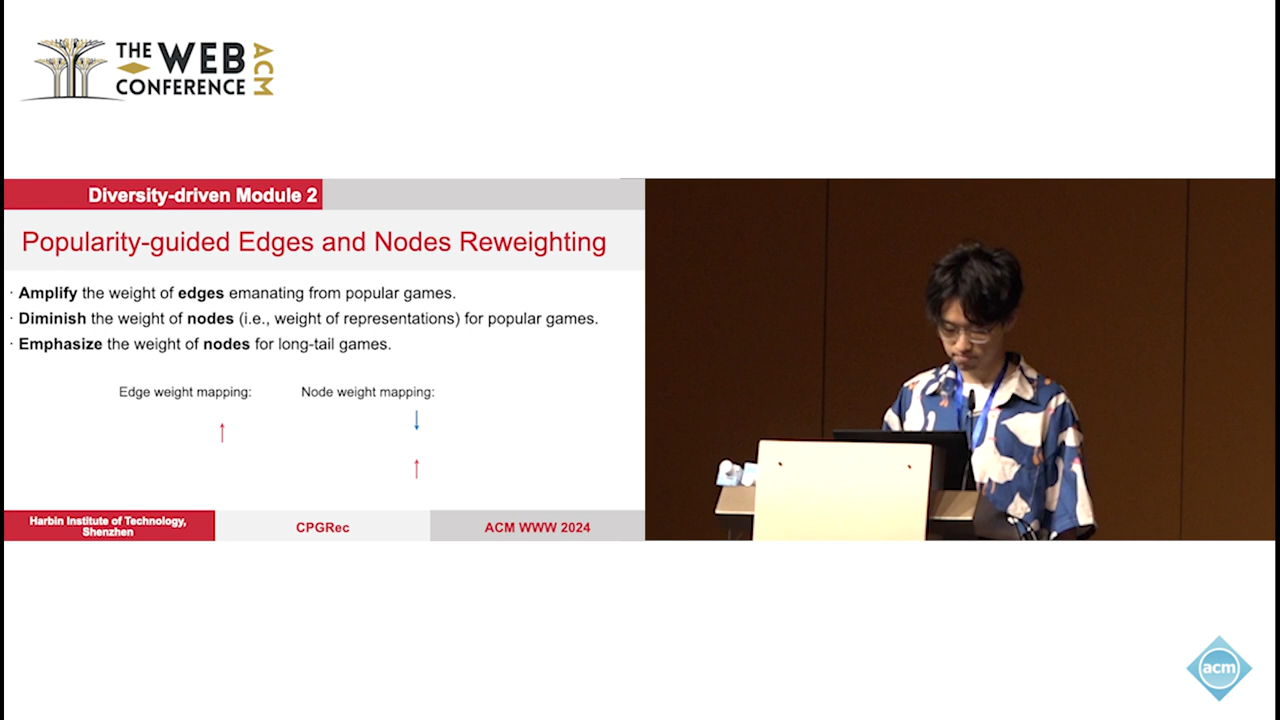 THE WEB CONFERENCE ACM
Diversity-driven Module 2
Popularity-guided Edges and Nodes Reweighting
· Amplify the weight of edges emanating from popular games.
· Diminish the weight of nodes (i.e., weight of representations) for popular games.
· Emphasize the weight of nodes for long-tail games.
Edge weight mapping:
Node weight mapping:
↓
↑
↑
Harbin Institute of Technology,
Shenzhen
CPGRec
ACM WWW 2024
acm